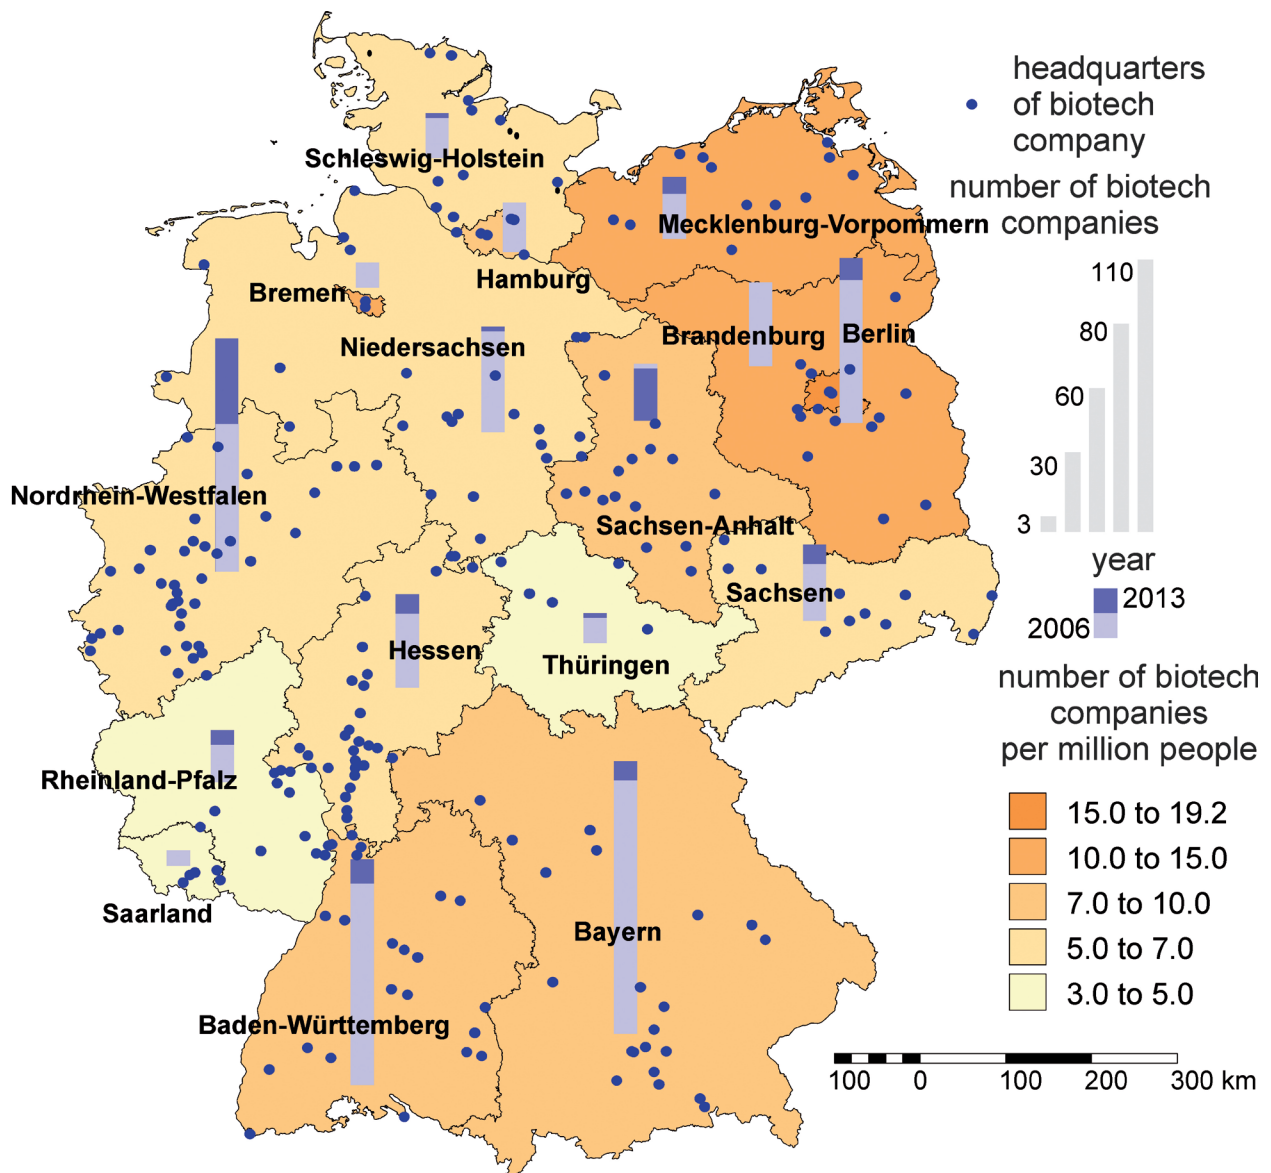 headquarters
of biotech
company
number of biotech
companies
110
80
60
30
3
year
2013
2006
number of biotech
companies
per million people
15.0 to 19.2
10.0 to 15.0
7.0 to 10.0
5.0 to 7.0
3.0 to 5.0
100 0 100 200 300 km
Schleswig-Holstein
Mecklenburg-Vorpommern
Hamburg
Bremen
Niedersachsen
Brandenburg
Berlin
Nordrhein-Westfalen
Sachsen-Anhalt
Sachsen
Hessen
Thüringen
Rheinland-Pfalz
Saarland
Bayern
Baden-Württemberg